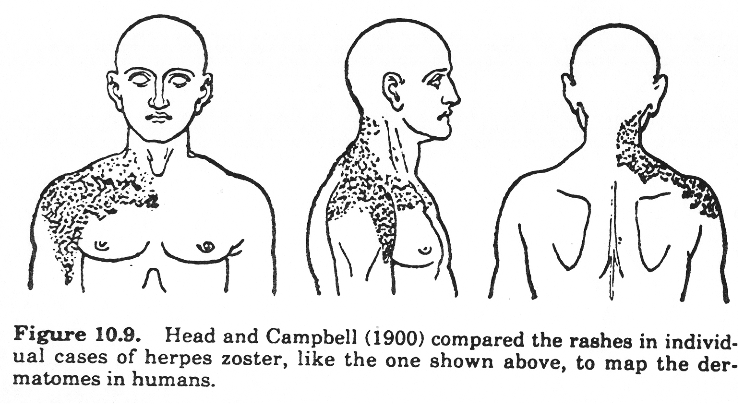 Figure 10.9. Head and Campbell (1900) compared the rashes in individ-
ual cases of herpes zoster, like the one shown above, to map the der-
matomes in humans.